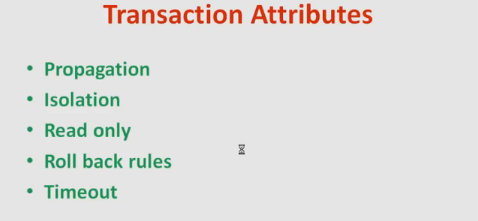 Transaction Attributes
• Propagation
• Isolation
• Read only
• Roll back rules
• Timeout